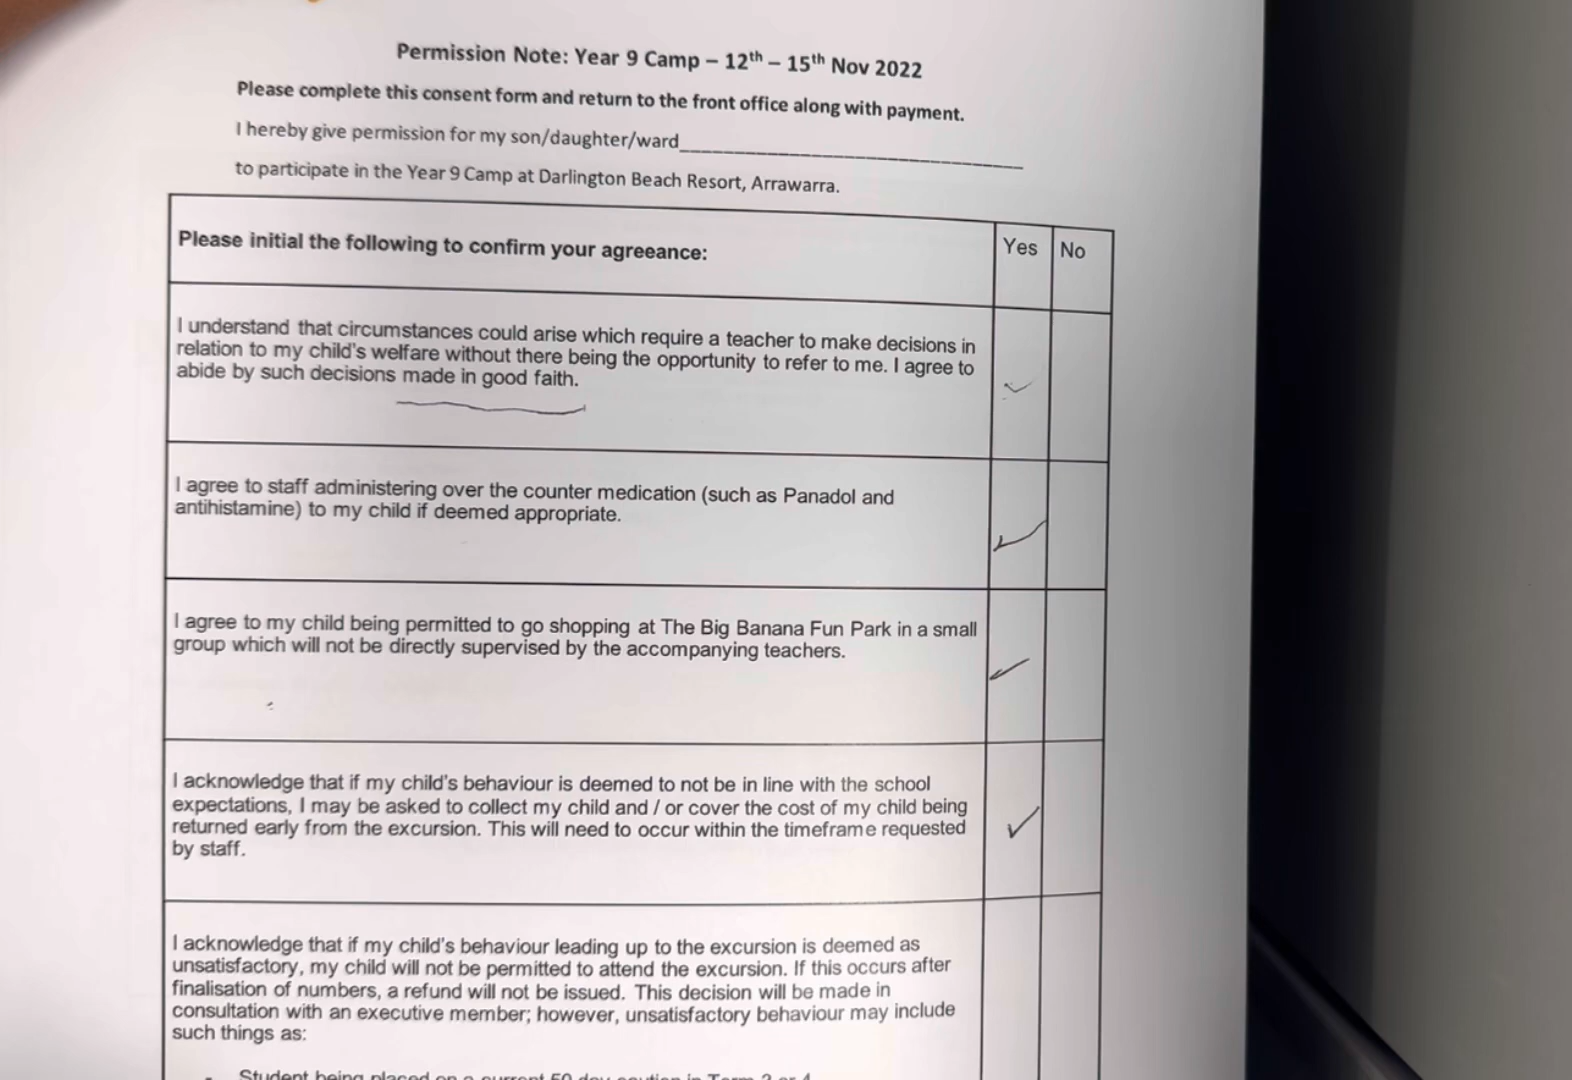 Permission Note: Year 9 Camp – 12th – 15th Nov 2022
Please complete this consent form and return to the front office along with payment.
I hereby give permission for my son/daughter/ward
to participate in the Year 9 Camp at Darlington Beach Resort, Arrawarra.
Please initial the following to confirm your agreeance: Yes No
I understand that circumstances could arise which require a teacher to make decisions in
relation to my child's welfare without there being the opportunity to refer to me. I agree to
abide by such decisions made in good faith.
I agree to staff administering over the counter medication (such as Panadol and
antihistamine) to my child if deemed appropriate.
I agree to my child being permitted to go shopping at The Big Banana Fun Park in a small
group which will not be directly supervised by the accompanying teachers.
I acknowledge that if my child's behaviour is deemed to not be in line with the school
expectations, I may be asked to collect my child and / or cover the cost of my child being
returned early from the excursion. This will need to occur within the timeframe requested
by staff.
I acknowledge that if my child's behaviour leading up to the excursion is deemed as
unsatisfactory, my child will not be permitted to attend the excursion. If this occurs after
finalisation of numbers, a refund will not be issued. This decision will be made in
consultation with an executive member; however, unsatisfactory behaviour may include
such things as:
Student being placed on a current 50 day caution in Term